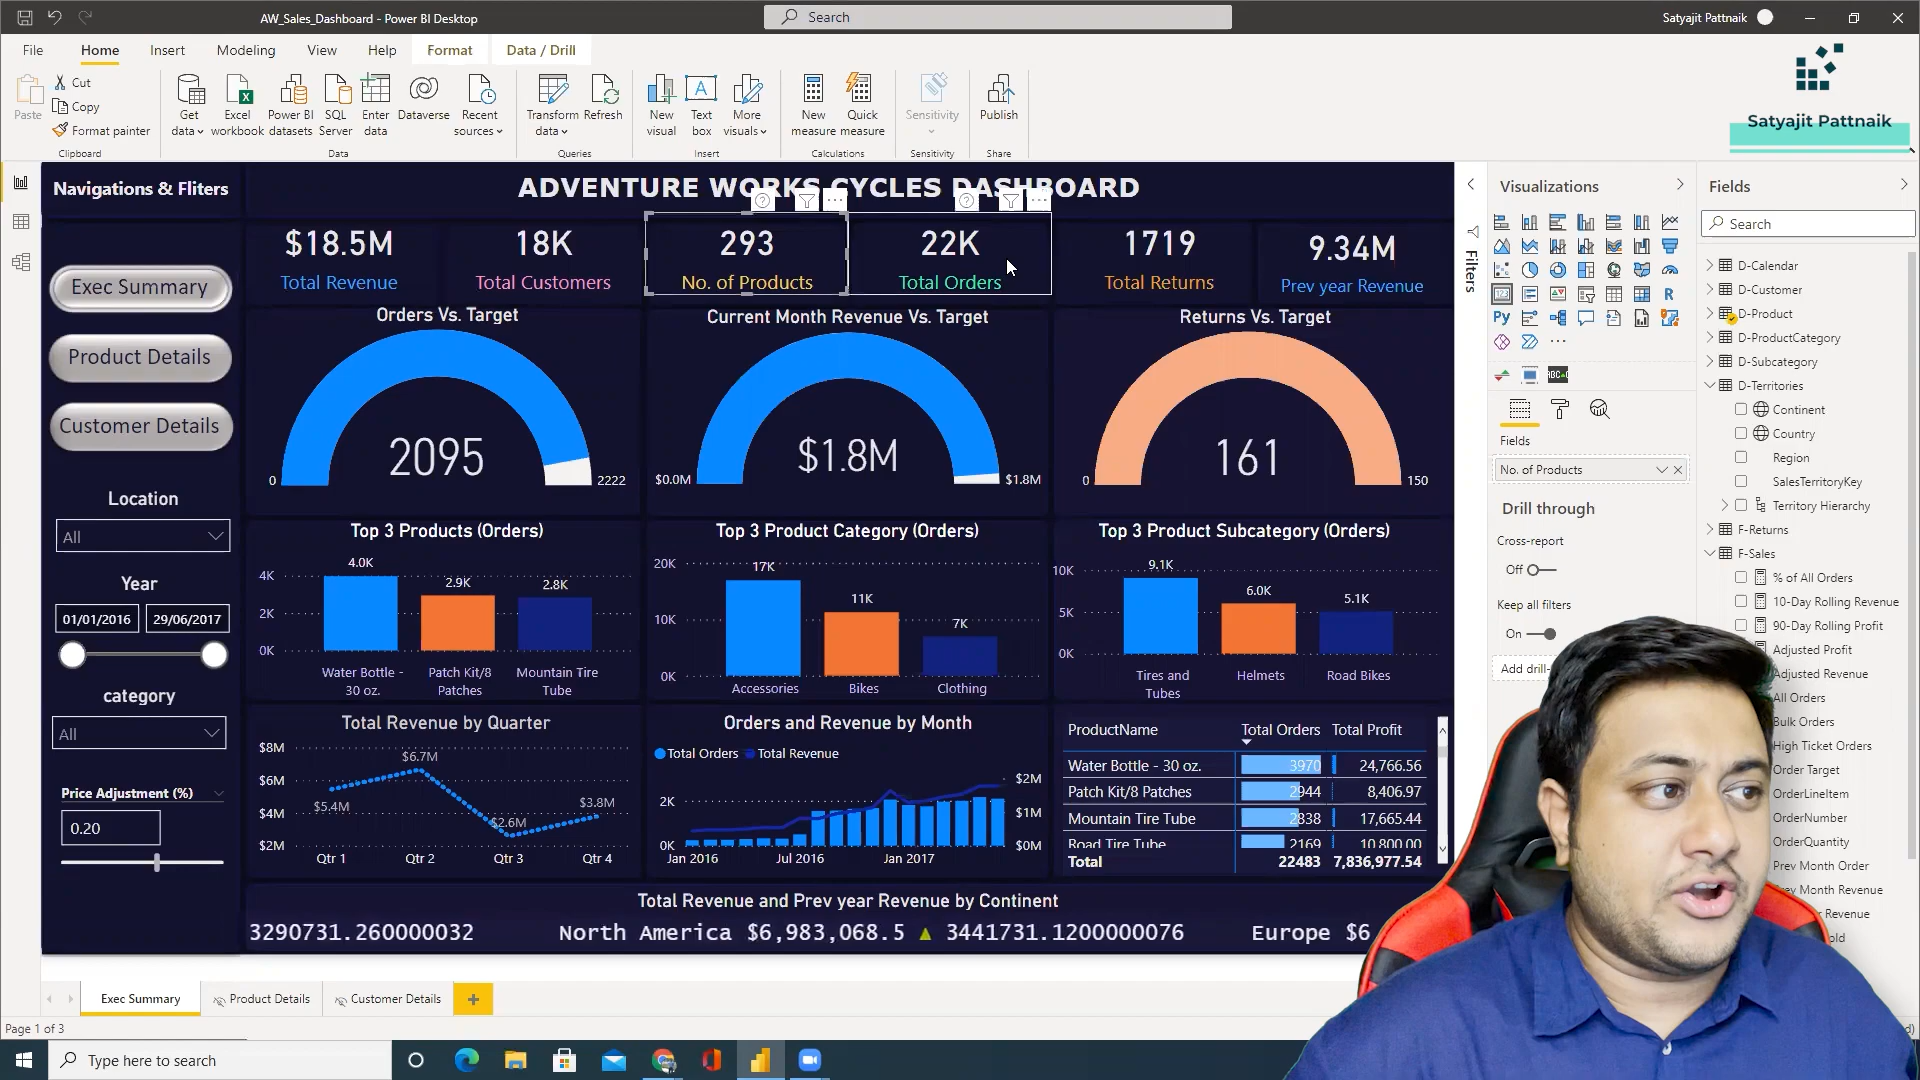 AW_Sales_Dashboard - Power BI Desktop
Search
Satyajit Pattnaik
File
Home
Insert
Modeling
View
Help
Format
Data / Drill
Paste
Cut
Copy
Format painter
Clipboard
Get data
Excel workbook
Power BI datasets
SQL Server
Enter data
Dataverse
Recent sources
Data
Transform data
Refresh
Queries
New visual
Text box
More visuals
Insert
New measure
Quick measure
Calculations
Sensitivity
Sensitivity
Publish
Share
Satyajit Pattnaik
Navigations & Fliters
ADVENTURE WORKS CYCLES DASHBOARD
Exec Summary
Product Details
Customer Details
Location
All
Year
01/01/2016
29/06/2017
category
All
Price Adjustment (%)
0.20
$18.5M
Total Revenue
18K
Total Customers
293
No. of Products
22K
Total Orders
1719
Total Returns
9.34M
Prev year Revenue
Orders Vs. Target
2095
0
2222
Current Month Revenue Vs. Target
$1.8M
$0.0M
$1.8M
Returns Vs. Target
161
0
150
Top 3 Products (Orders)
4K
2K
0K
4.0K
2.9K
2.8K
Water Bottle - 30 oz.
Patch Kit/8 Patches
Mountain Tire Tube
Top 3 Product Category (Orders)
20K
10K
0K
17K
11K
7K
Accessories
Bikes
Clothing
Top 3 Product Subcategory (Orders)
10K
5K
0K
9.1K
6.0K
5.1K
Tires and Tubes
Helmets
Road Bikes
Total Revenue by Quarter
$8M
$6M
$4M
$2M
$5.4M
$6.7M
$2.6M
$3.8M
Qtr 1
Qtr 2
Qtr 3
Qtr 4
Orders and Revenue by Month
Total Orders
Total Revenue
2K
0K
$2M
$1M
$0M
Jan 2016
Jul 2016
Jan 2017
ProductName Total Orders Total Profit
Water Bottle - 30 oz. 3970 24,766.56
Patch Kit/8 Patches 2944 8,406.97
Mountain Tire Tube 2838 17,665.44
Road Tire Tube 2169 10,800.00
Total 22483 7,836,977.54
Total Revenue and Prev year Revenue by Continent
3290731.260000032 North America $6,983,068.5 ▲ 3441731.1200000076 Europe $6
Exec Summary
Product Details
Customer Details
+
Page 1 of 3
Type here to search
Filters
Visualizations
R
Py
ABC
Fields
No. of Products
Drill through
Cross-report
Off
Keep all filters
On
Add drill-
Fields
Search
D-Calendar
D-Customer
D-Product
D-ProductCategory
D-Subcategory
D-Territories
Continent
Country
Region
SalesTerritoryKey
Territory Hierarchy
F-Returns
F-Sales
% of All Orders
10-Day Rolling Revenue
90-Day Rolling Profit
Adjusted Profit
Adjusted Revenue
All Orders
Bulk Orders
High Ticket Orders
Order Target
OrderLineItem
OrderNumber
OrderQuantity
Prev Month Order
Prev Month Revenue
Revenue
old